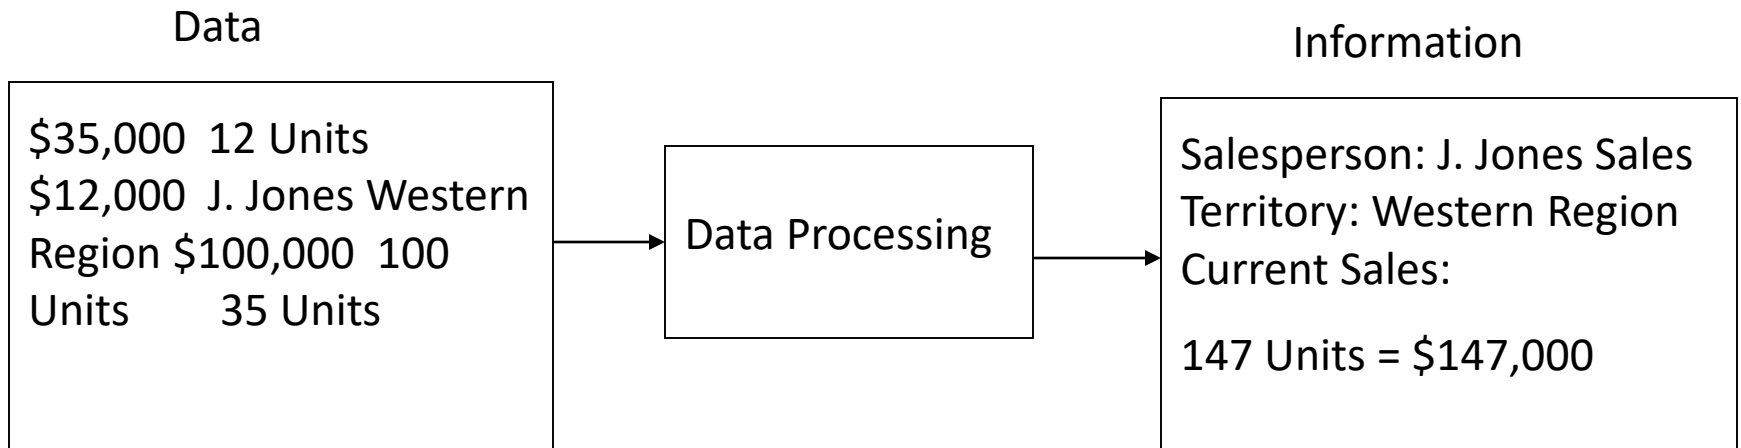 Data
Information
$35,000  12 Units
$12,000  J. Jones Western
Region $100,000  100
Units        35 Units
Data Processing
Salesperson: J. Jones Sales
Territory: Western Region
Current Sales:
147 Units = $147,000